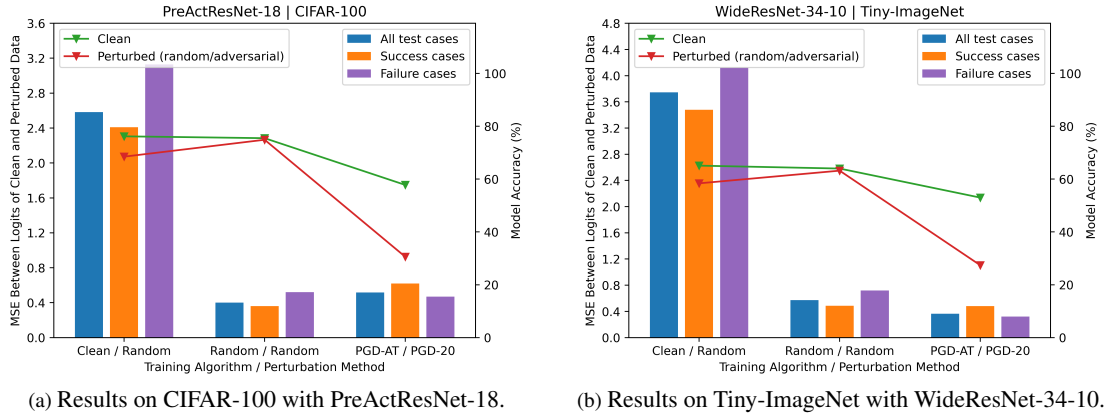 PreActResNet-18 | CIFAR-100
Clean
Perturbed (random/adversarial)
All test cases
Success cases
Failure cases
MSE Between Logits of Clean and Perturbed Data
3.6
3.2
2.8
2.4
2.0
1.6
1.2
0.8
0.4
0.0
100
80
60
40
20
0
Model Accuracy (%)
Clean / Random
Random / Random
PGD-AT / PGD-20
Training Algorithm / Perturbation Method
(a) Results on CIFAR-100 with PreActResNet-18.
WideResNet-34-10 | Tiny-ImageNet
Clean
Perturbed (random/adversarial)
All test cases
Success cases
Failure cases
MSE Between Logits of Clean and Perturbed Data
4.8
4.4
4.0
3.6
3.2
2.8
2.4
2.0
1.6
1.2
0.8
0.4
0.0
100
80
60
40
20
0
Model Accuracy (%)
Clean / Random
Random / Random
PGD-AT / PGD-20
Training Algorithm / Perturbation Method
(b) Results on Tiny-ImageNet with WideResNet-34-10.